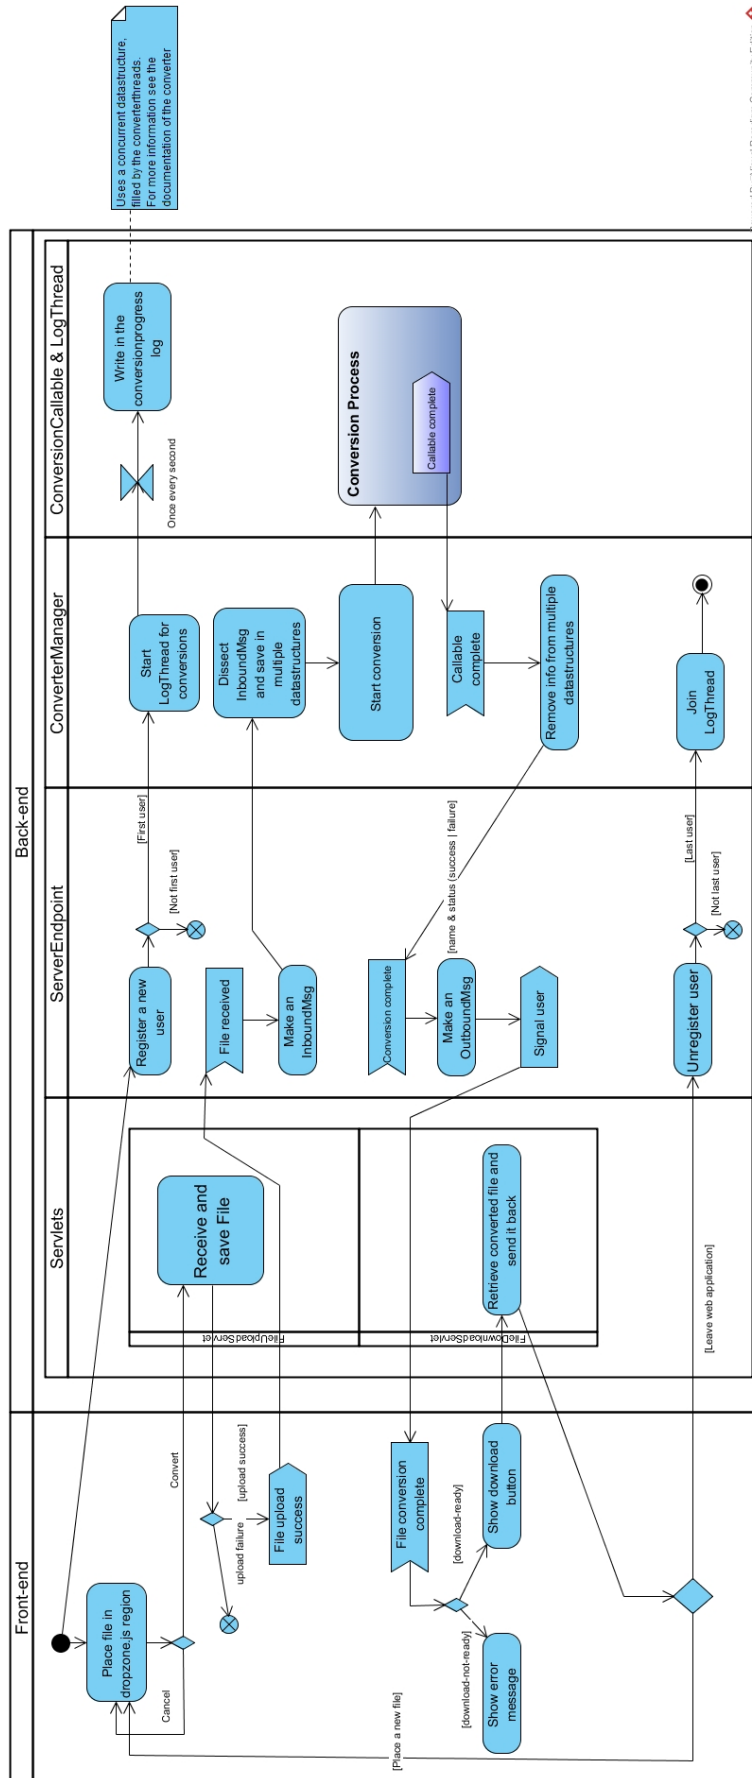 Front-end
Back-end
Servlets
ServerEndpoint
ConverterManager
ConversionCallable & LogThread
Place file in
dropzone.js region
Cancel
Convert
[Place a new file]
upload failure
[upload success]
File upload
success
File conversion
complete
[download-ready]
[download-not-ready]
Show download
button
Show error
message
FileUploadServlet
Receive and
save File
FileDownloadServlet
Retrieve converted file and
send it back
[Leave web application]
Register a new
user
[First user]
[Not first user]
File received
Make an
InboundMsg
Conversion complete
[name & status (success | failure]
Make an
OutboundMsg
Signal user
Unregister user
[Last user]
[Not last user]
Start
LogThread for
conversions
Dissect
InboundMsg
and save in
multiple
datastructures
Start conversion
Callable
complete
Remove info from multiple
datastructures
Join
LogThread
Once every second
Write in the
conversionprogress
log
Conversion Process
Callable complete
Uses a concurrent datastructure,
filled by the converterthreads.
For more information see the
documentation of the converter